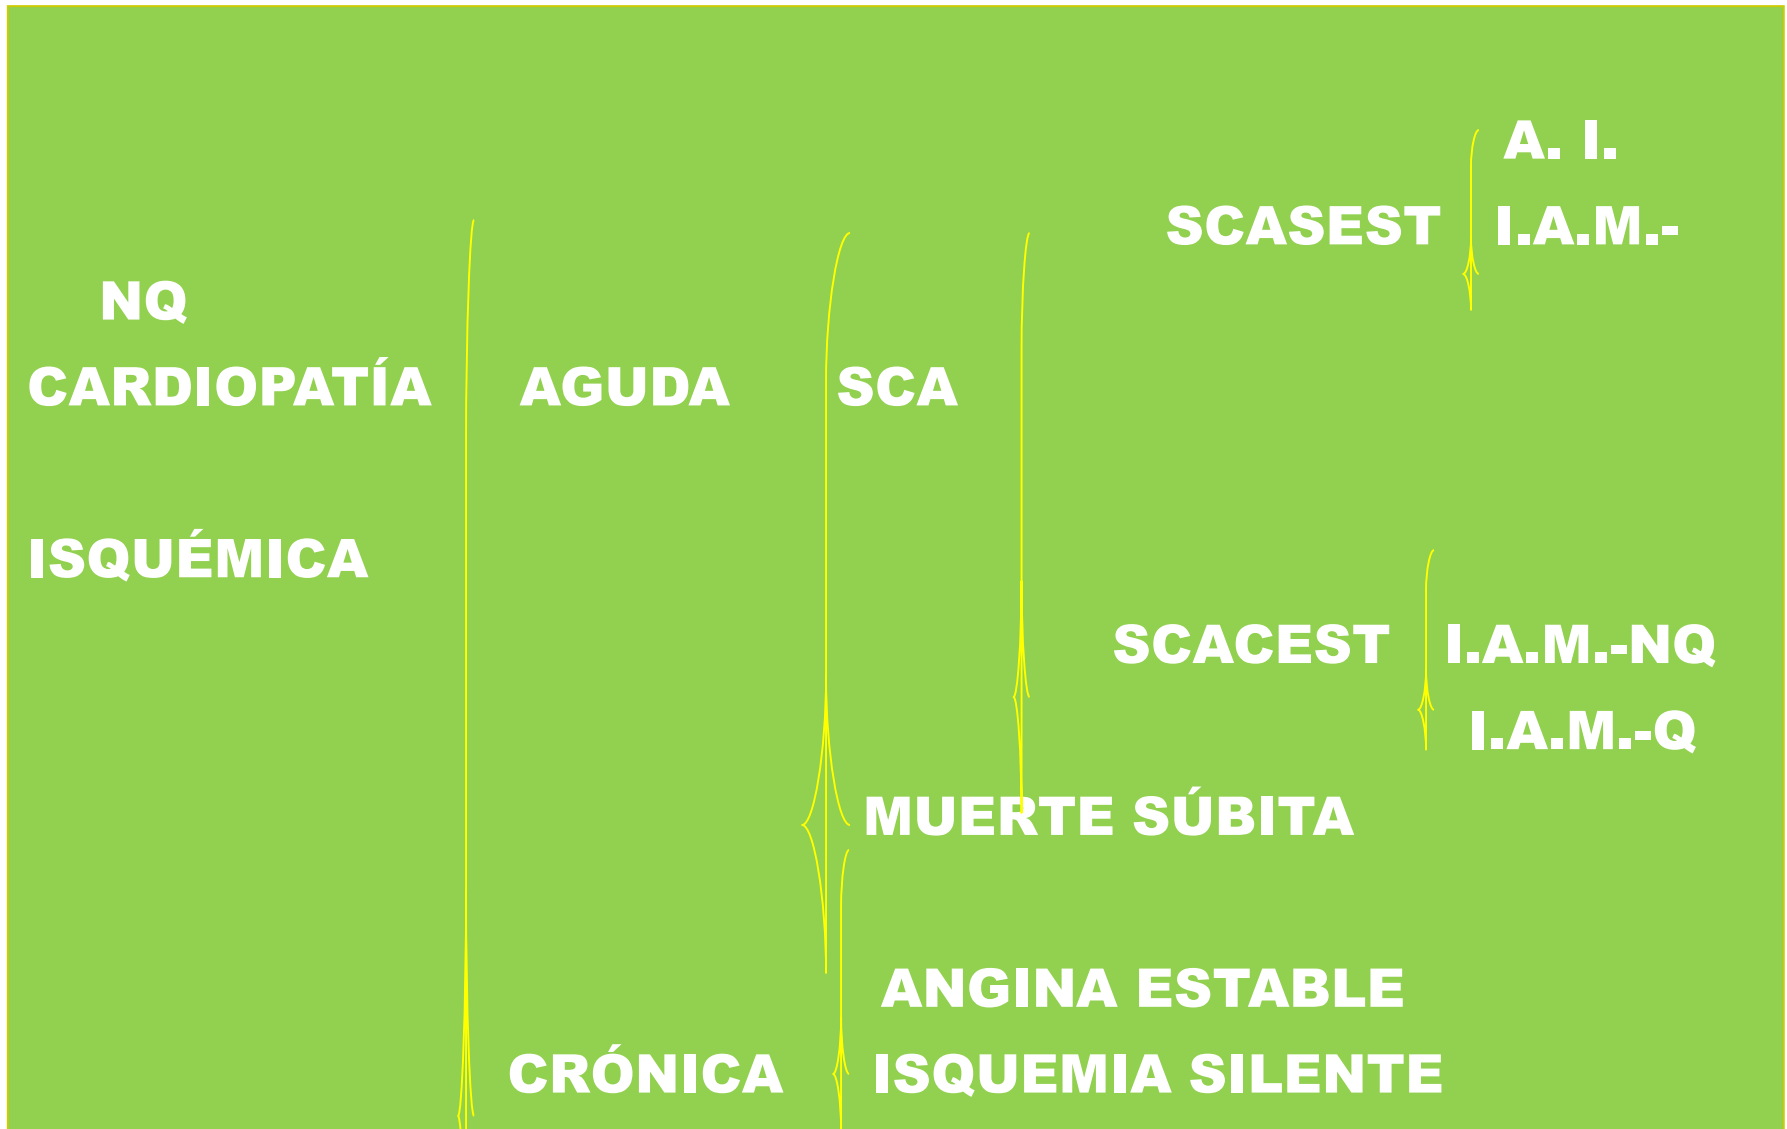 A. I.
SCASEST I.A.M.-
NQ
CARDIOPATÍA AGUDA SCA
ISQUÉMICA
SCACEST I.A.M.-NQ
I.A.M.-Q
MUERTE SÚBITA
ANGINA ESTABLE
CRÓNICA ISQUEMIA SILENTE